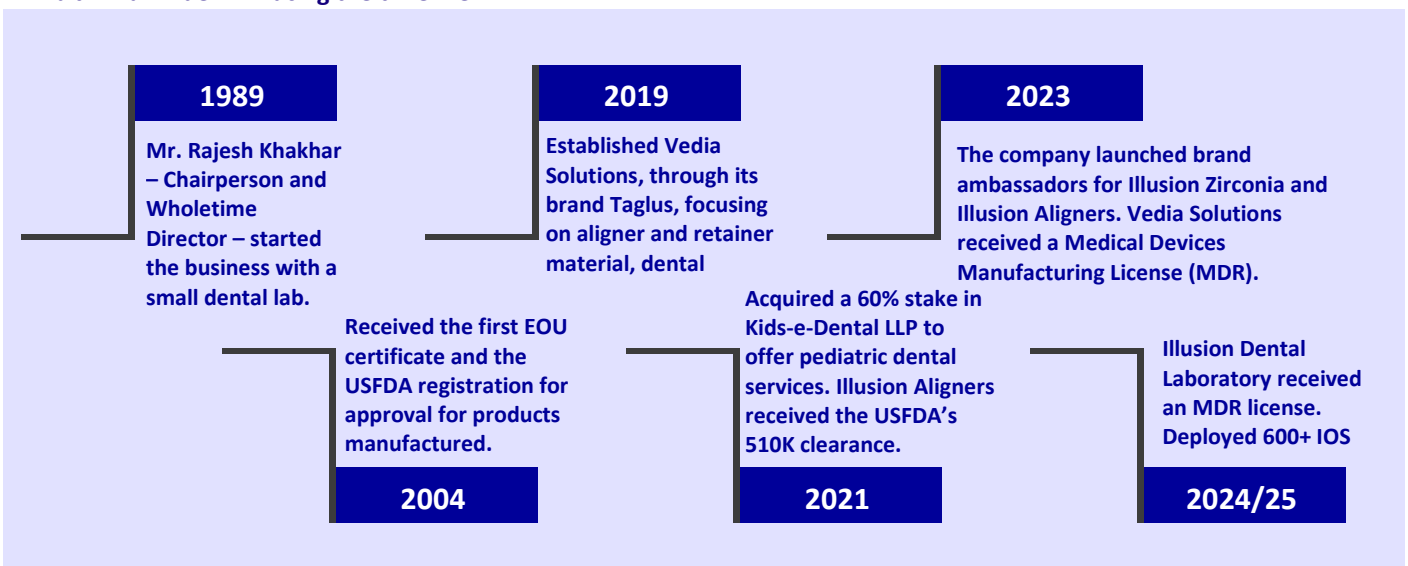 1989
Mr. Rajesh Khakhar
– Chairperson and
Wholetime
Director – started
the business with a
small dental lab.
Received the first EOU
certificate and the
USFDA registration for
approval for products
manufactured.
2004
2019
Established Vedia
Solutions, through its
brand Taglus, focusing
on aligner and retainer
material, dental
Acquired a 60% stake in
Kids-e-Dental LLP to
offer pediatric dental
services. Illusion Aligners
received the USFDA’s
510K clearance.
2021
2023
The company launched brand
ambassadors for Illusion Zirconia and
Illusion Aligners. Vedia Solutions
received a Medical Devices
Manufacturing License (MDR).
Illusion Dental
Laboratory received
an MDR license.
Deployed 600+ IOS
2024/25